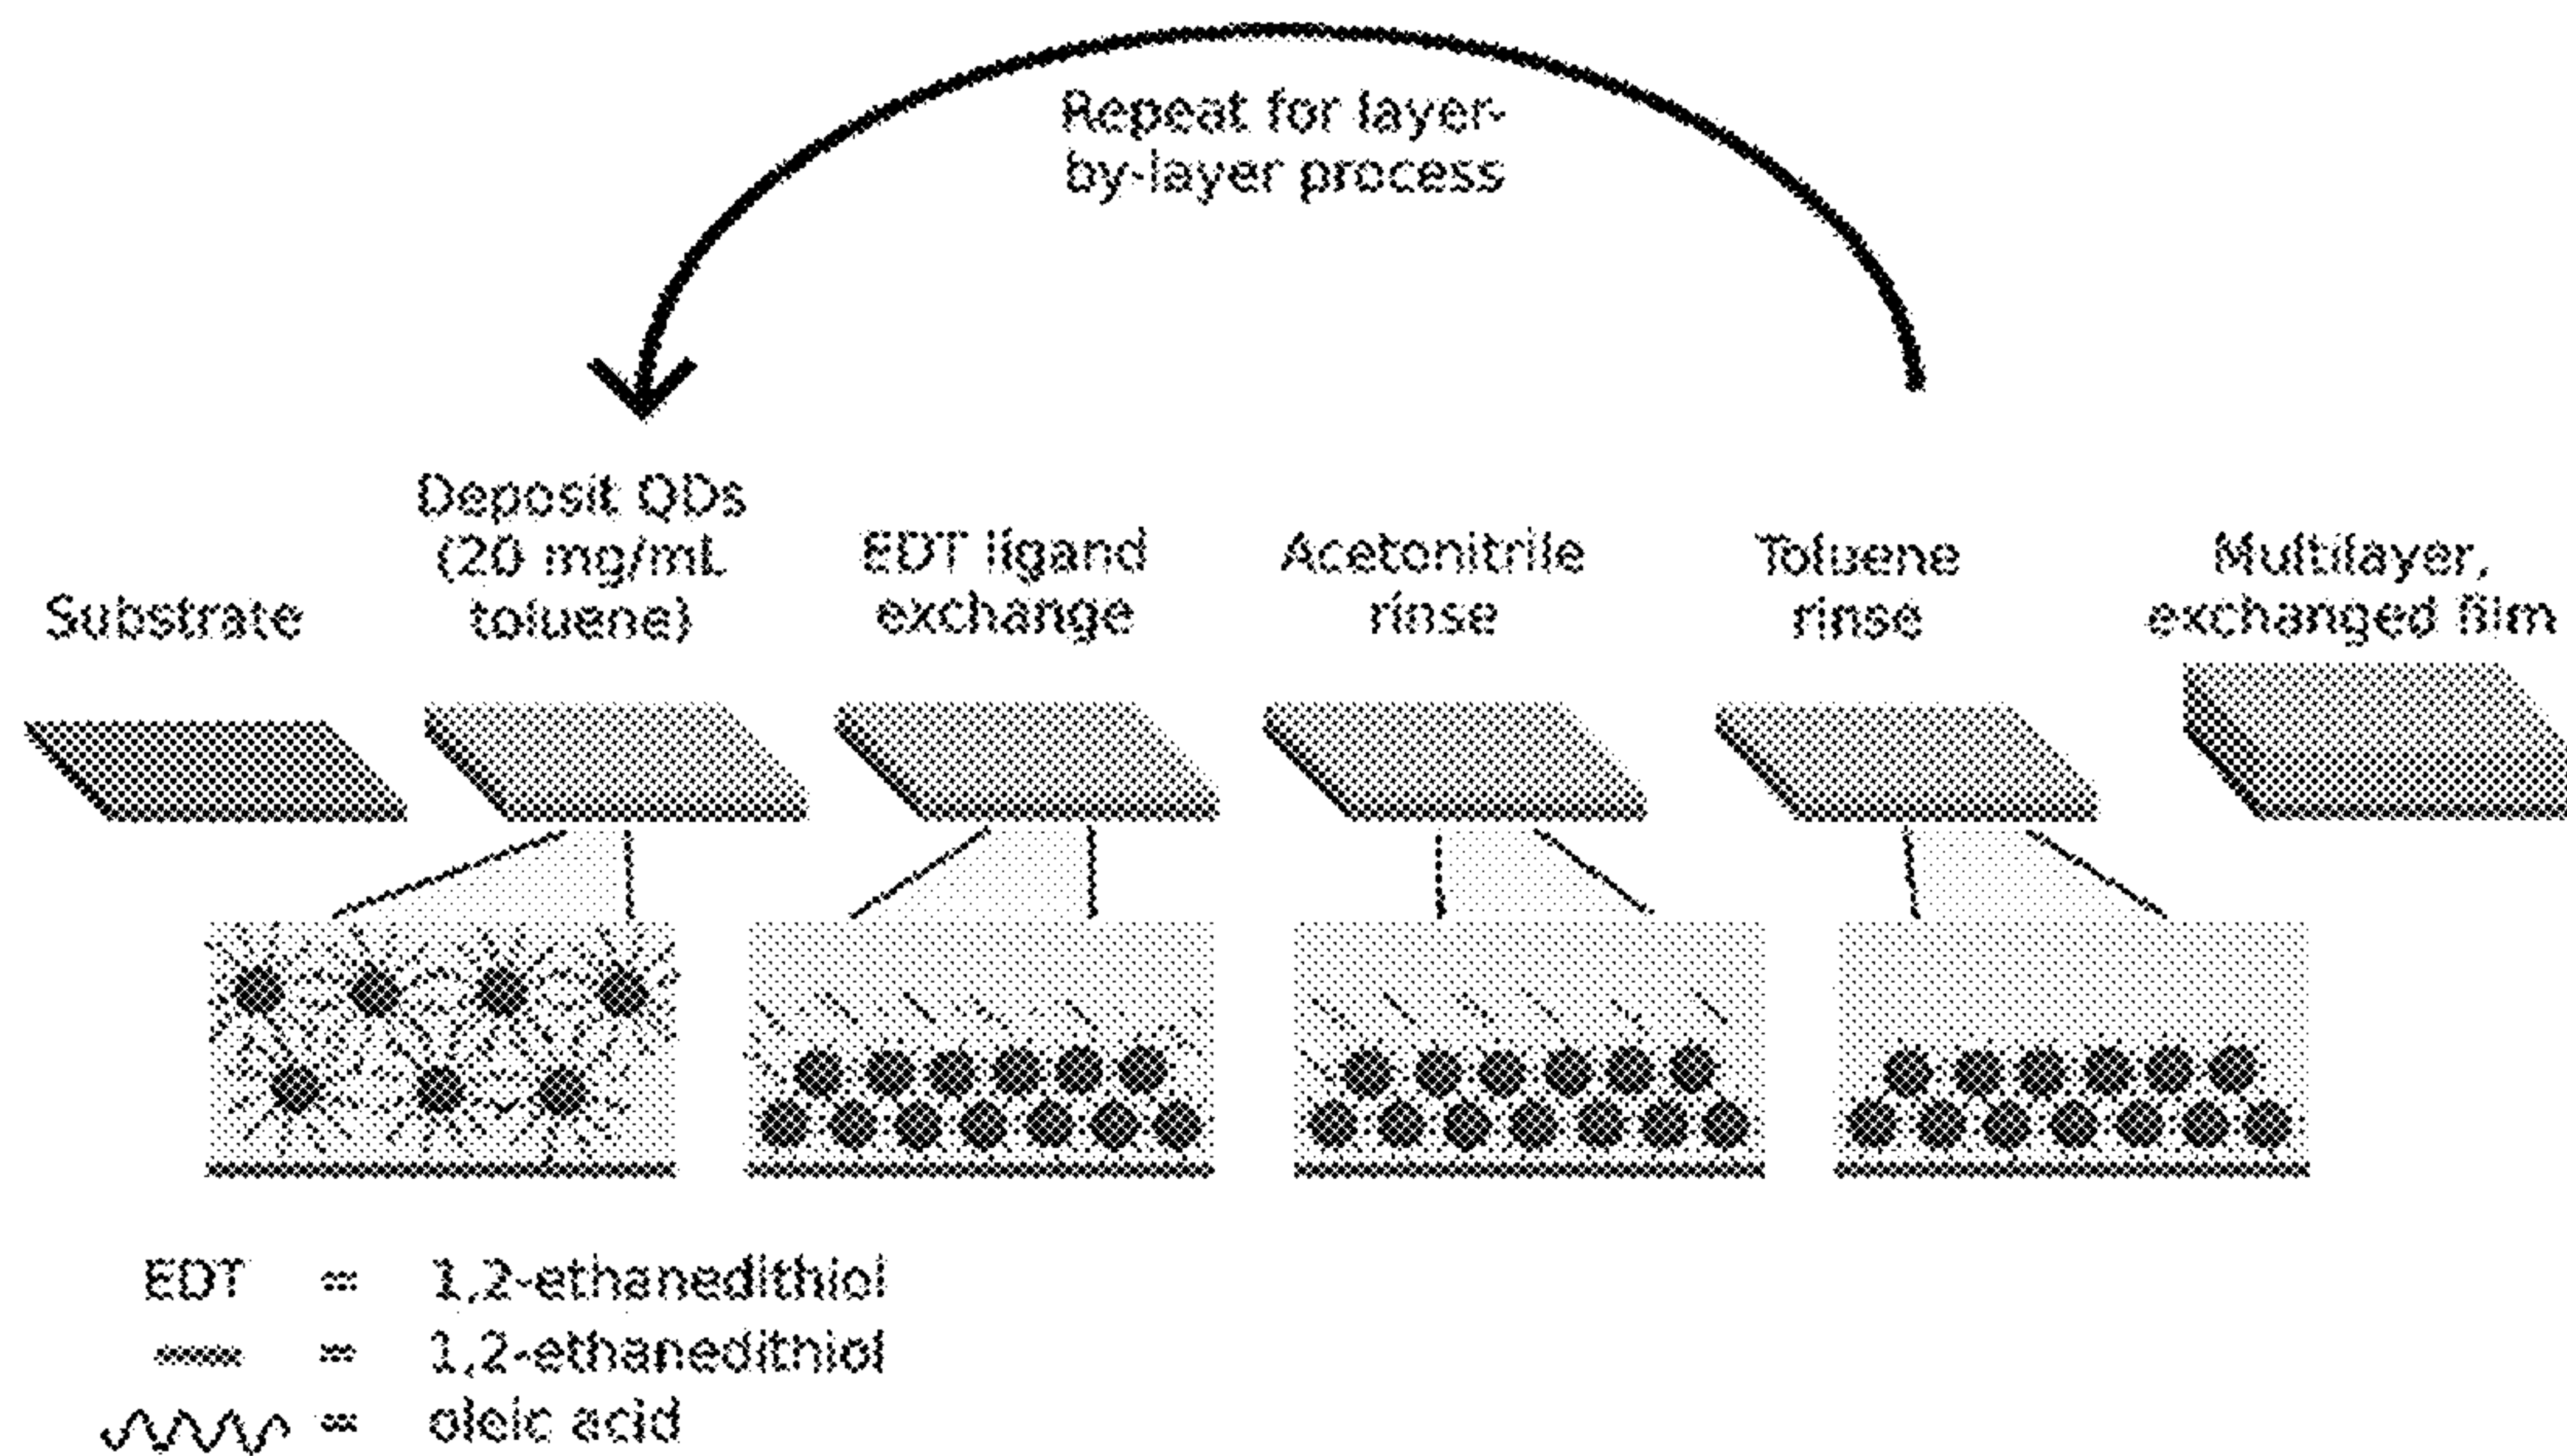 Repeat for layer-
by-layer process
Substrate
Deposit QDs
(20 mg/mL
toluene)
EDT ligand
exchange
Acetonitrile
rinse
Toluene
rinse
Multilayer,
exchanged film
EDT = 1,2-ethanedithiol
= 1,2-ethanedithiol
= oleic acid